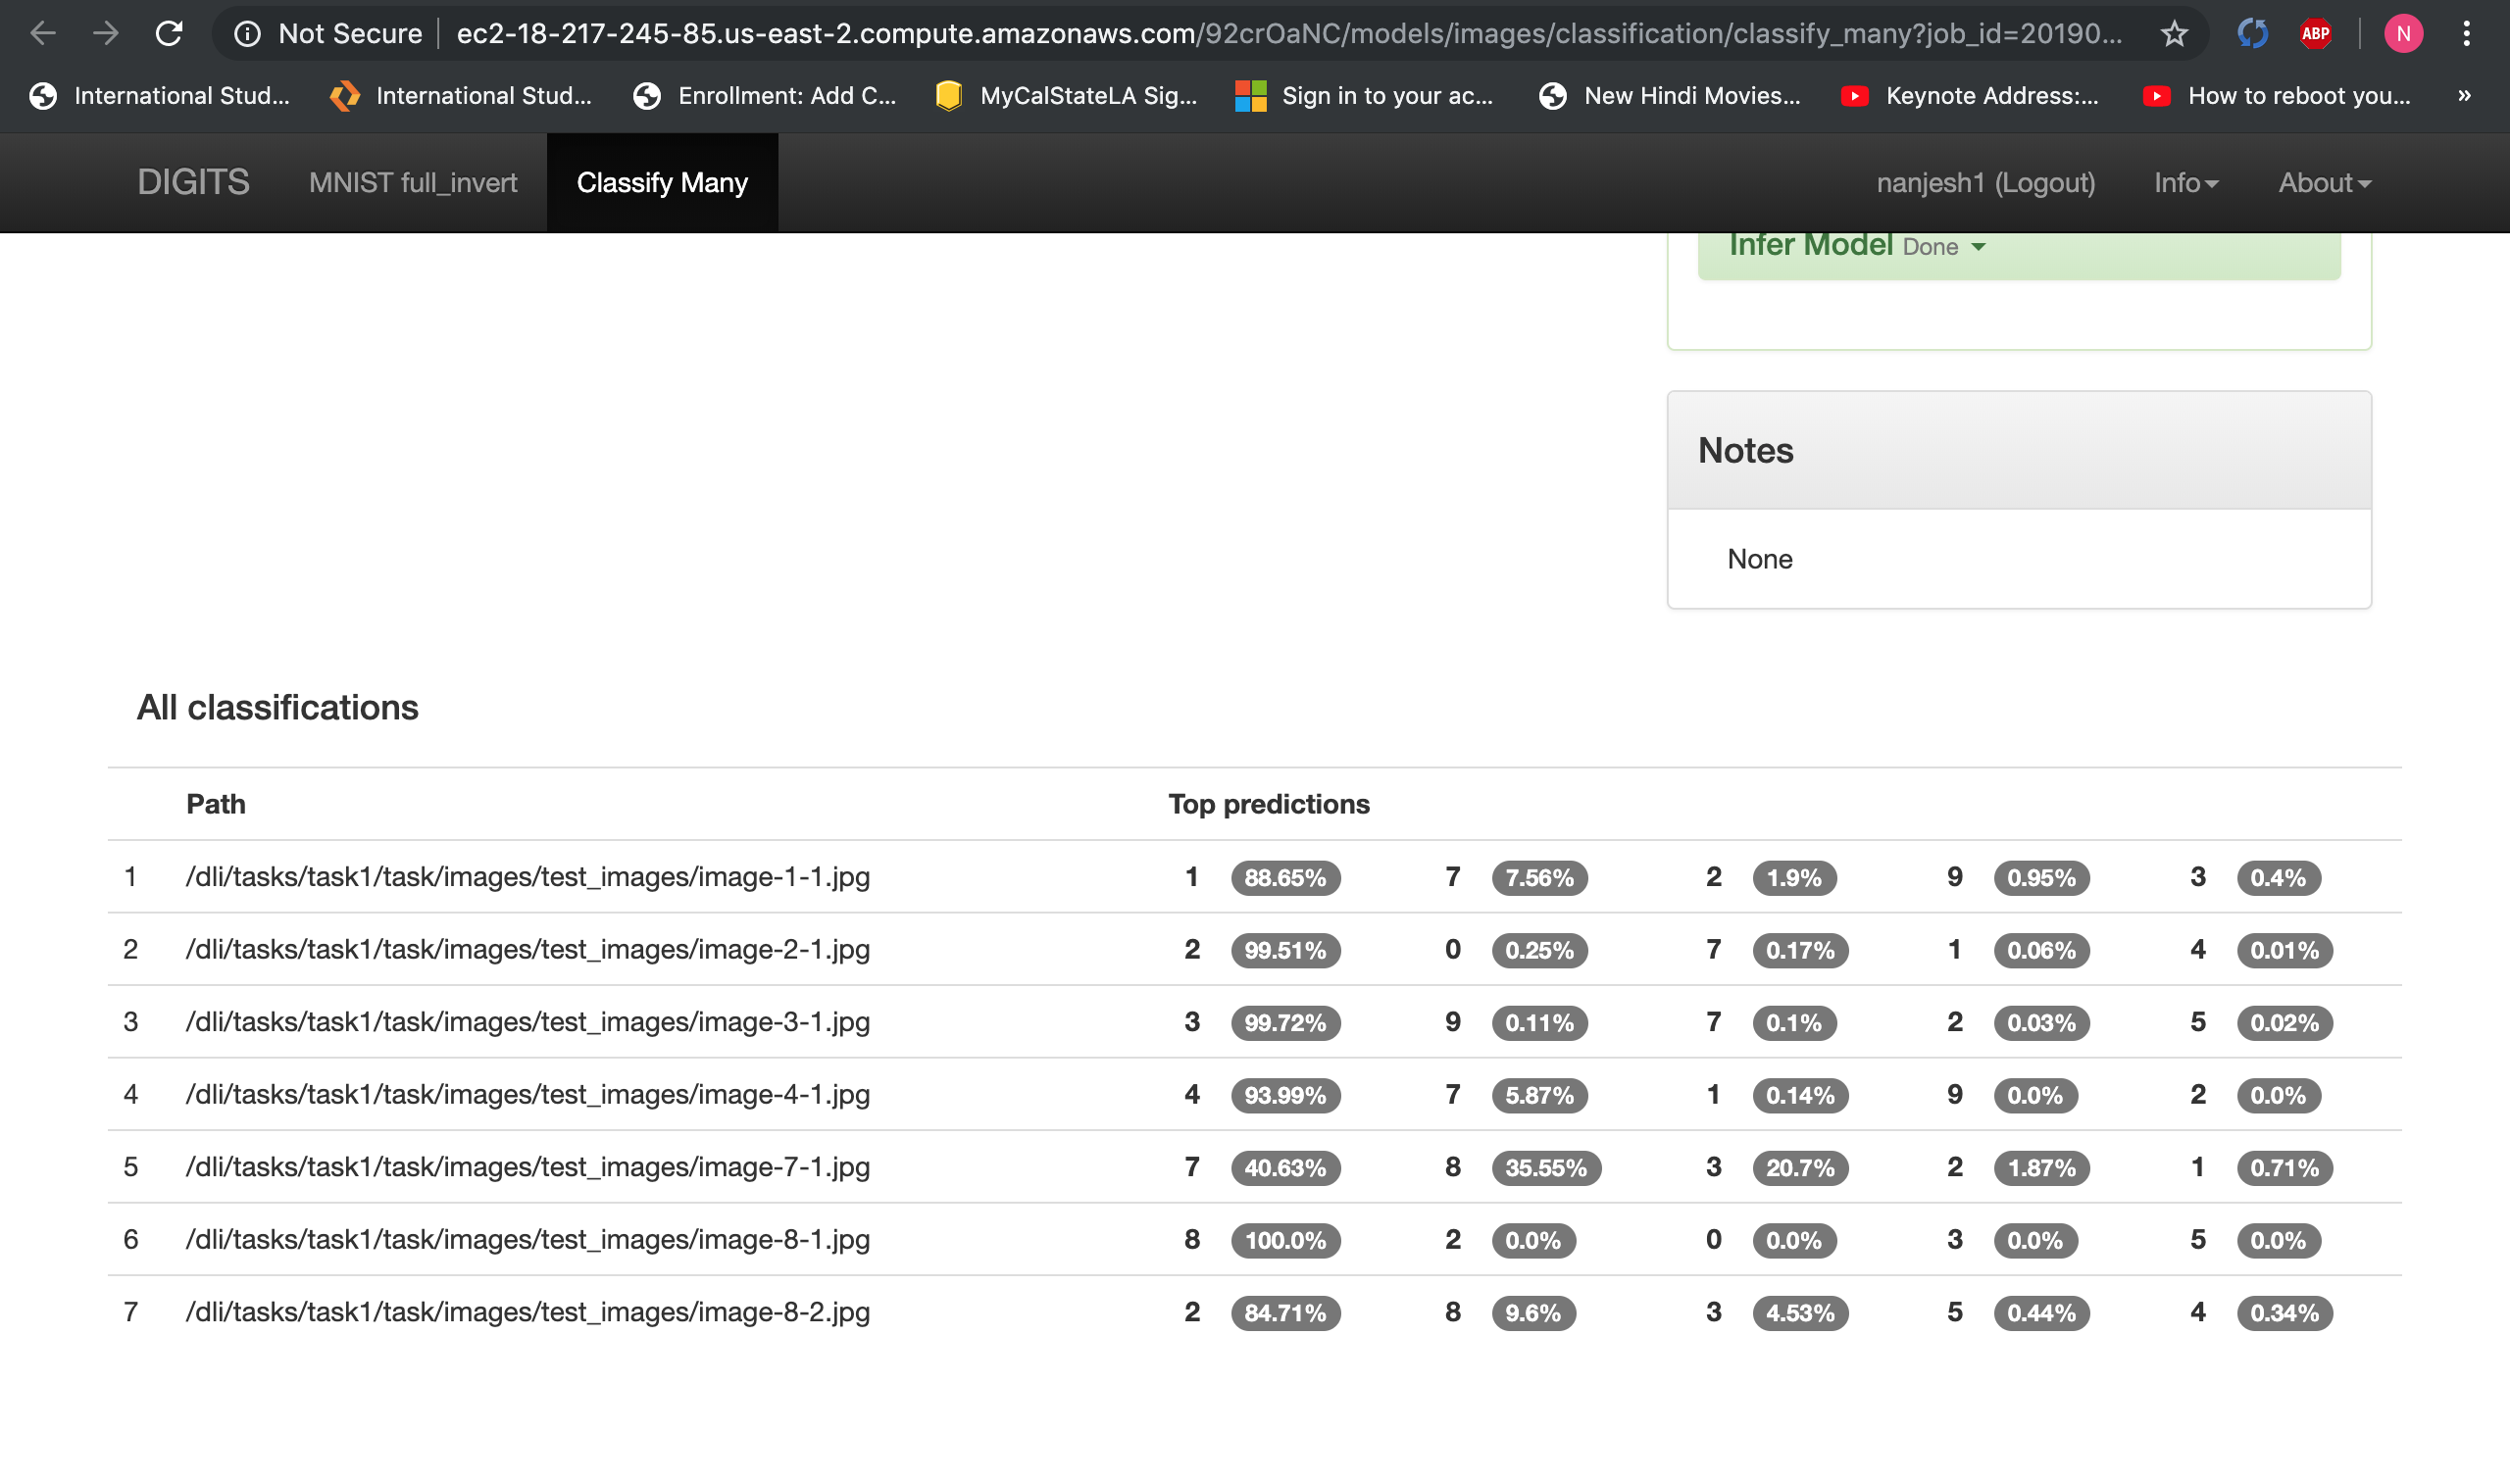 Not Secure ec2-18-217-245-85.us-east-2.compute.amazonaws.com/92crOaNC/models/images/classification/classify_many?job_id=20190... ABP N
International Stud... International Stud... Enrollment: Add C... MyCalStateLA Sig... Sign in to your ac... New Hindi Movies... Keynote Address:... How to reboot you... »
DIGITS MNIST full_invert Classify Many nanjesh1 (Logout) Info About
Infer Model Done
Notes
None
All classifications
Path Top predictions
1 /dli/tasks/task1/task/images/test_images/image-1-1.jpg 1 88.65% 7 7.56% 2 1.9% 9 0.95% 3 0.4%
2 /dli/tasks/task1/task/images/test_images/image-2-1.jpg 2 99.51% 0 0.25% 7 0.17% 1 0.06% 4 0.01%
3 /dli/tasks/task1/task/images/test_images/image-3-1.jpg 3 99.72% 9 0.11% 7 0.1% 2 0.03% 5 0.02%
4 /dli/tasks/task1/task/images/test_images/image-4-1.jpg 4 93.99% 7 5.87% 1 0.14% 9 0.0% 2 0.0%
5 /dli/tasks/task1/task/images/test_images/image-7-1.jpg 7 40.63% 8 35.55% 3 20.7% 2 1.87% 1 0.71%
6 /dli/tasks/task1/task/images/test_images/image-8-1.jpg 8 100.0% 2 0.0% 0 0.0% 3 0.0% 5 0.0%
7 /dli/tasks/task1/task/images/test_images/image-8-2.jpg 2 84.71% 8 9.6% 3 4.53% 5 0.44% 4 0.34%